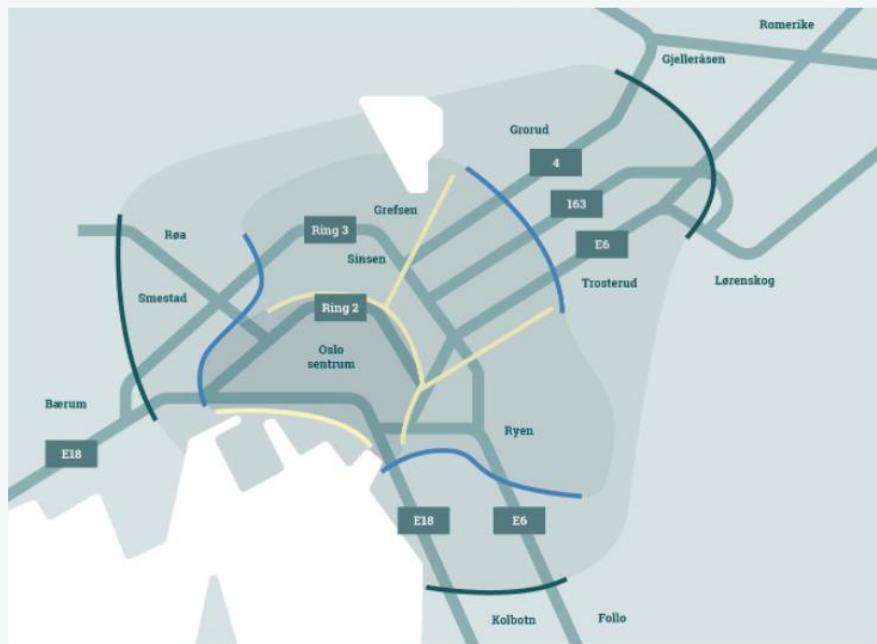 Romerike
Gjelleråsen
Grorud
4
163
Grefsen
Ring 3
Røa
Sinsen
E6
Trosterud
Lørenskog
Smestad
Ring 2
Oslo
sentrum
Bærum
E18
Ryen
E18
E6
Kolbotn
Follo